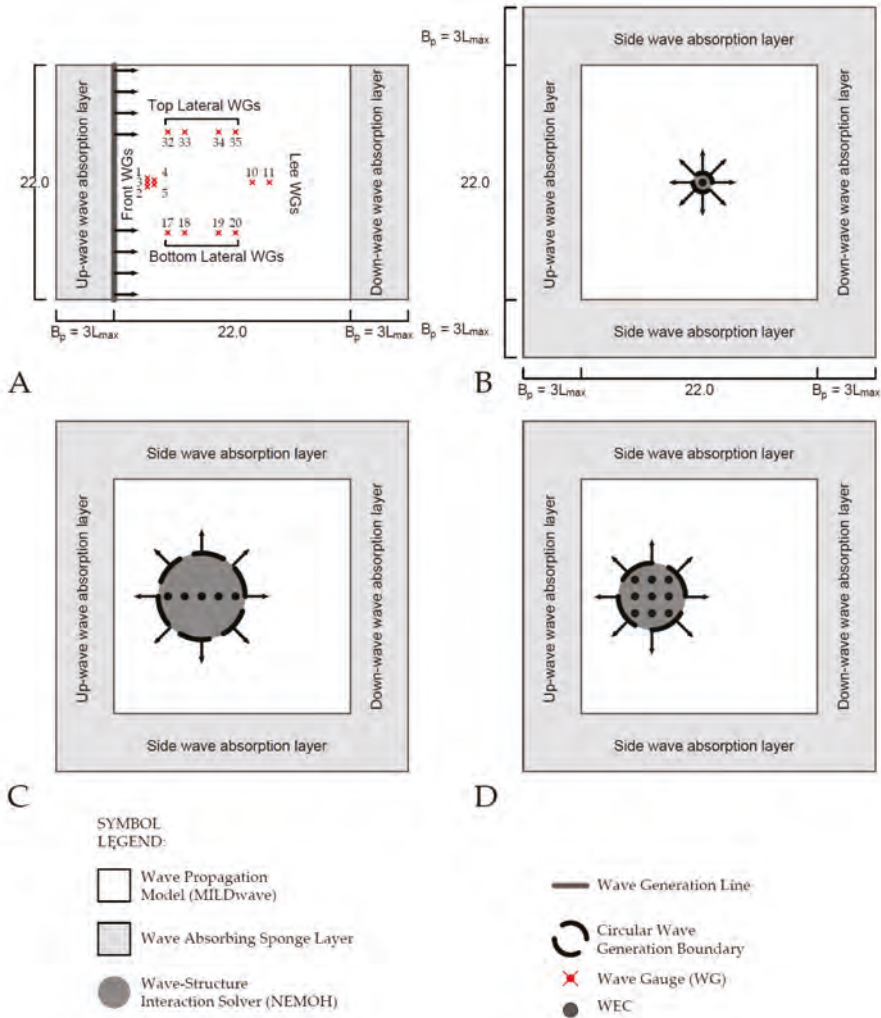 Bp = 3Lmax
Side wave absorption layer
Up-wave wave absorption layer
Top Lateral WGs
32 33 34 35
Down-wave wave absorption layer
Up-wave wave absorption layer
Down-wave wave absorption layer
22.0
Front WGs
1 4
3
2 5
10 11
Lee WGs
22.0
17 18 19 20
Bottom Lateral WGs
Bp = 3Lmax 22.0 Bp = 3Lmax
Bp = 3Lmax
Side wave absorption layer
A
B
Bp = 3Lmax 22.0 Bp = 3Lmax
Side wave absorption layer
Up-wave wave absorption layer
Down-wave wave absorption layer
Side wave absorption layer
C
Side wave absorption layer
Up-wave wave absorption layer
Down-wave wave absorption layer
Side wave absorption layer
D
SYMBOL
LEGEND:
Wave Propagation
Model (MILDwave)
Wave Absorbing Sponge Layer
Wave-Structure
Interaction Solver (NEMOH)
Wave Generation Line
Circular Wave
Generation Boundary
Wave Gauge (WG)
WEC